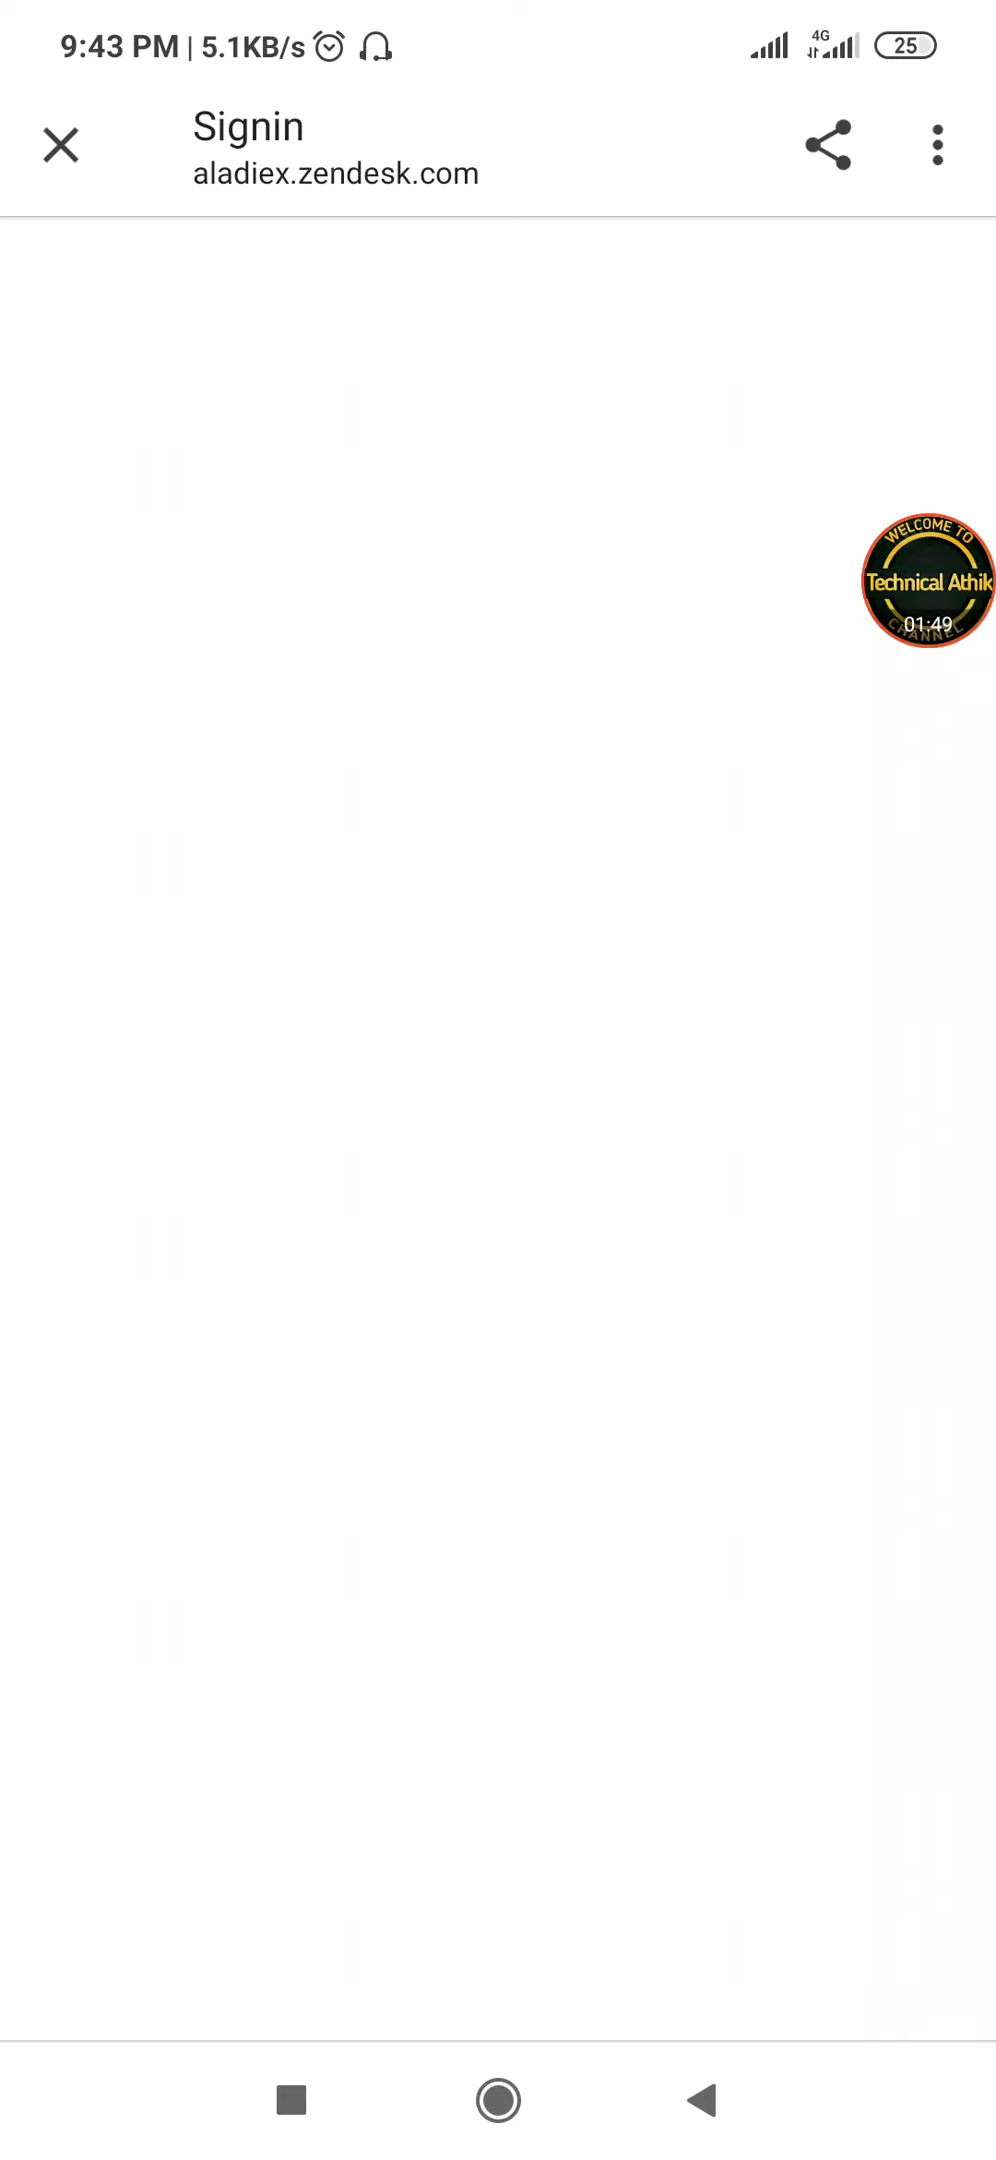 9:43 PM | 5.1KB/s
4G
25
Signin
aladiex.zendesk.com
WELCOME TO
Technical Athik
01:49
CHANNEL